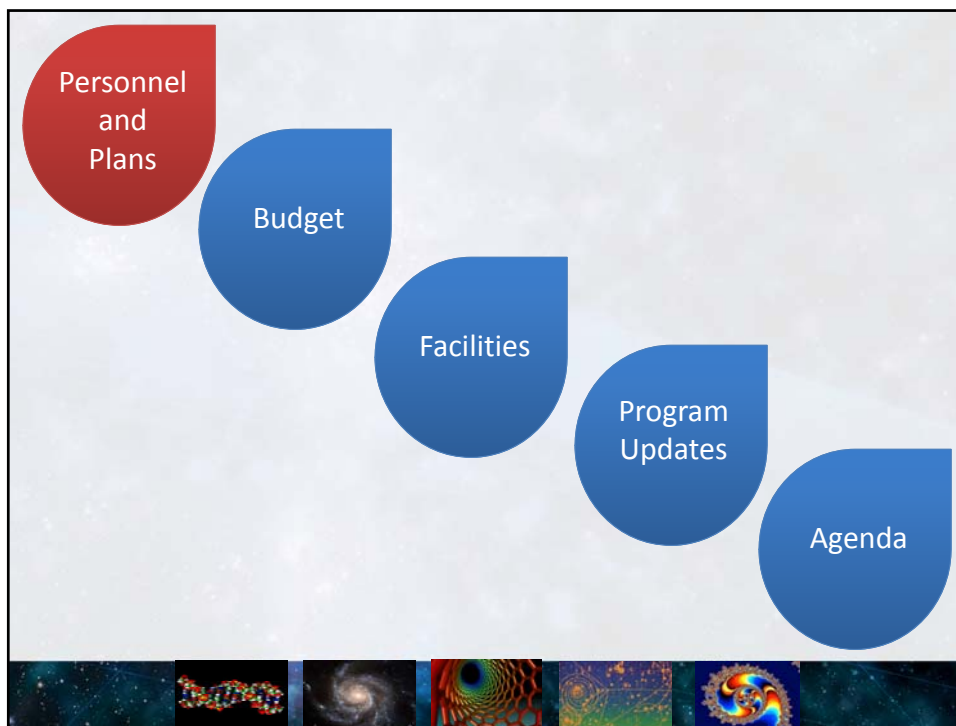 Personnel
and
Plans
Budget
Facilities
Program
Updates
Agenda